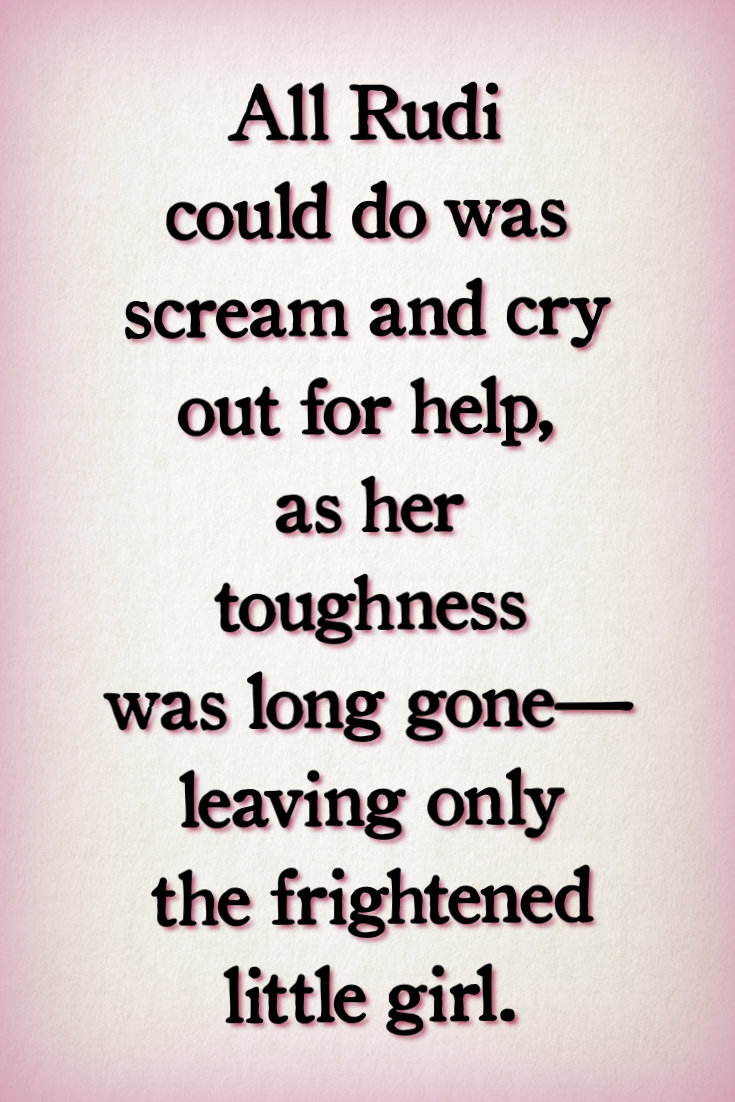 All Rudi
could do was
scream and cry
out for help,
as her
toughness
was long gone—
leaving only
the frightened
little girl.